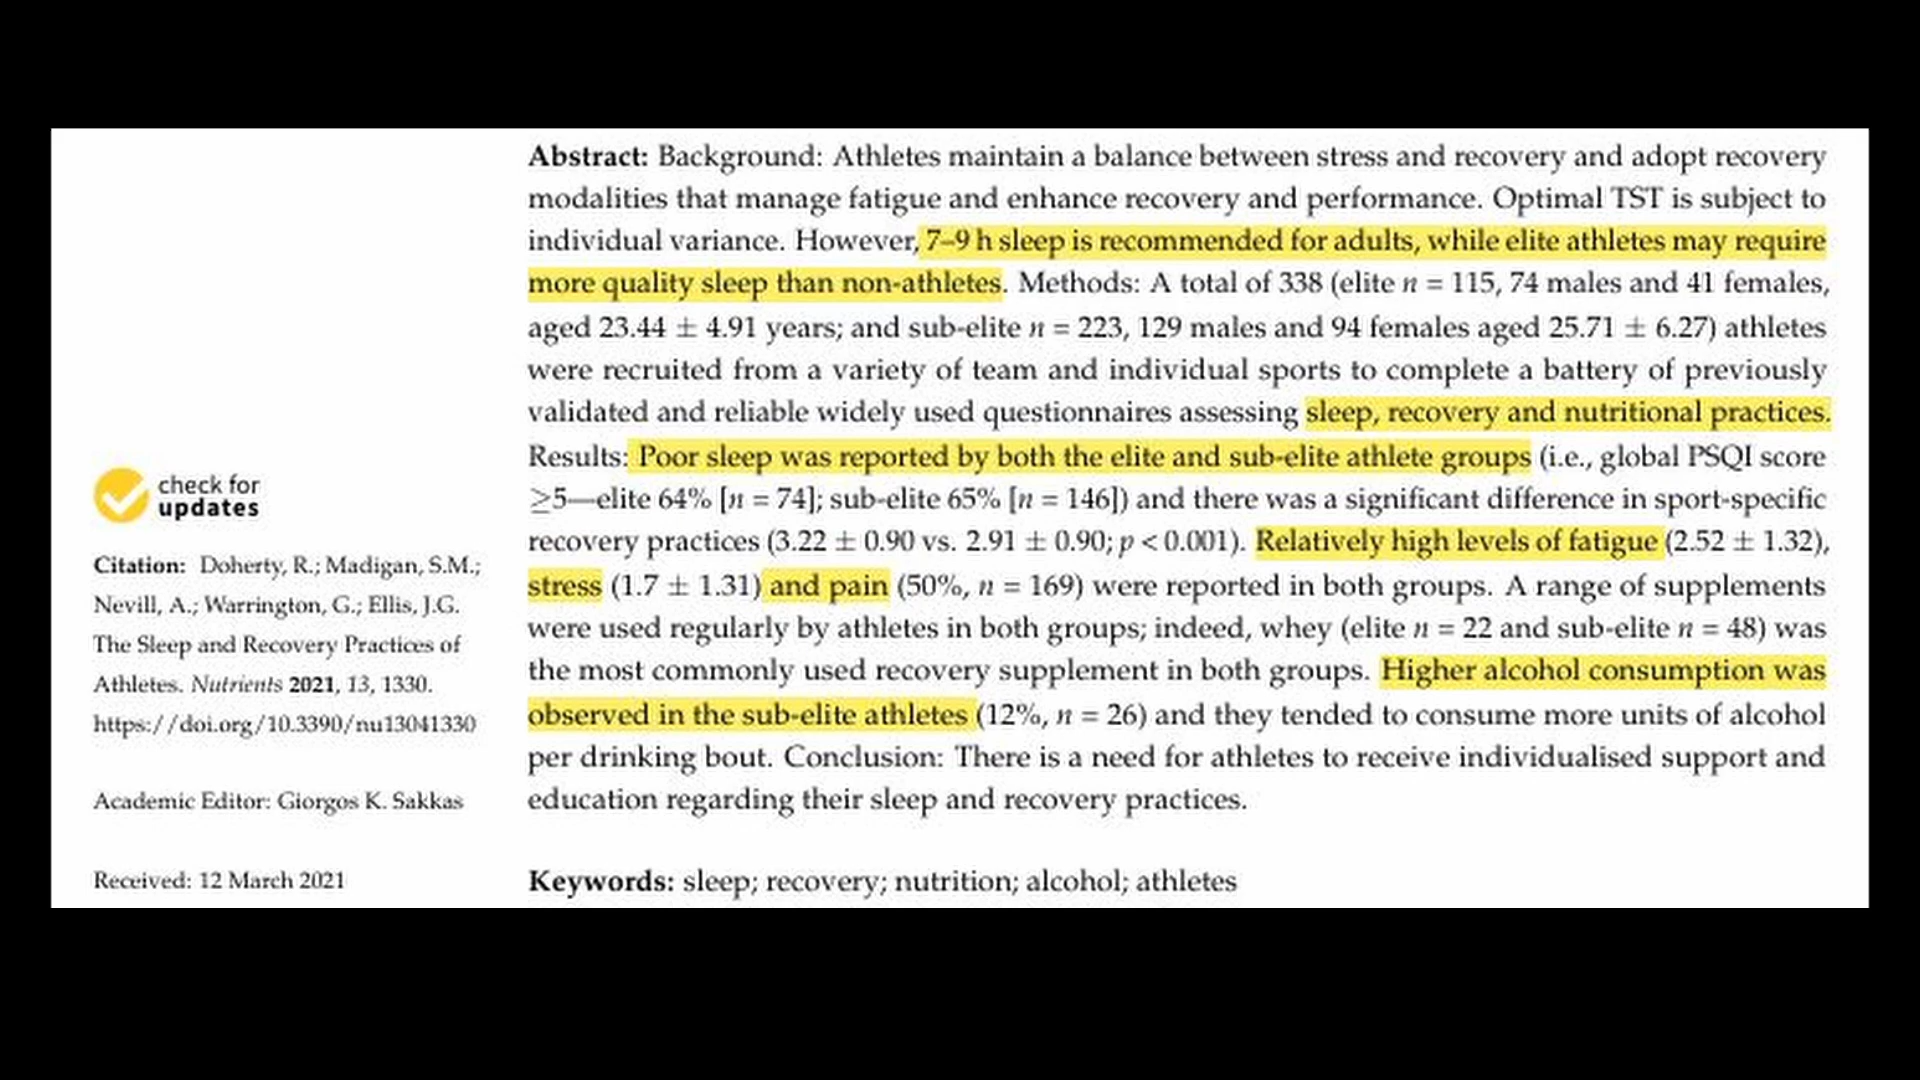 Abstract: Background: Athletes maintain a balance between stress and recovery and adopt recovery
modalities that manage fatigue and enhance recovery and performance. Optimal TST is subject to
individual variance. However, 7–9 h sleep is recommended for adults, while elite athletes may require
more quality sleep than non-athletes. Methods: A total of 338 (elite n = 115, 74 males and 41 females,
aged 23.44 ± 4.91 years; and sub-elite n = 223, 129 males and 94 females aged 25.71 ± 6.27) athletes
were recruited from a variety of team and individual sports to complete a battery of previously
validated and reliable widely used questionnaires assessing sleep, recovery and nutritional practices.
Results: Poor sleep was reported by both the elite and sub-elite athlete groups (i.e., global PSQI score
≥5—elite 64% [n = 74]; sub-elite 65% [n = 146]) and there was a significant difference in sport-specific
recovery practices (3.22 ± 0.90 vs. 2.91 ± 0.90; p < 0.001). Relatively high levels of fatigue (2.52 ± 1.32),
stress (1.7 ± 1.31) and pain (50%, n = 169) were reported in both groups. A range of supplements
were used regularly by athletes in both groups; indeed, whey (elite n = 22 and sub-elite n = 48) was
the most commonly used recovery supplement in both groups. Higher alcohol consumption was
observed in the sub-elite athletes (12%, n = 26) and they tended to consume more units of alcohol
per drinking bout. Conclusion: There is a need for athletes to receive individualised support and
education regarding their sleep and recovery practices.
Keywords: sleep; recovery; nutrition; alcohol; athletes
check for
updates
Citation: Doherty, R.; Madigan, S.M.;
Nevill, A.; Warrington, G.; Ellis, J.G.
The Sleep and Recovery Practices of
Athletes. Nutrients 2021, 13, 1330.
https://doi.org/10.3390/nu13041330
Academic Editor: Giorgos K. Sakkas
Received: 12 March 2021